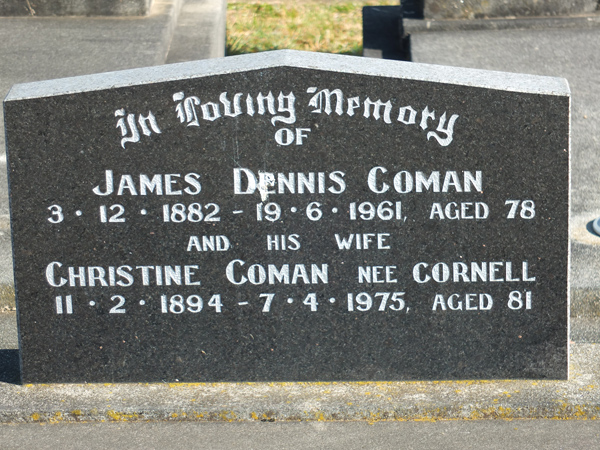 In Loving Memory
OF
JAMES DENNIS COMAN
3 · 12 · 1882 - 19 · 6 · 1961, AGED 78
AND HIS WIFE
CHRISTINE COMAN NEE CORNELL
11 · 2 · 1894 - 7 · 4 · 1975, AGED 81